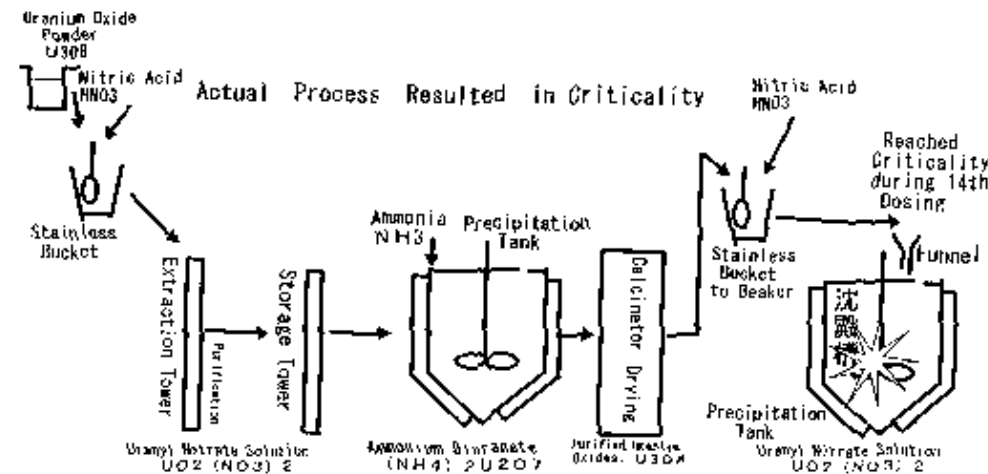 Uranium Oxide
Powder
U3O8
Nitric Acid
HNO3
Actual Process Resulted in Criticality
Nitric Acid
HNO3
Reached
Criticality
during 14th
Dosing
Stainless
Bucket
Ammonia
NH3
Precipitation
Tank
Funnel
Extraction Tower
Purification
Storage Tower
Calcinator Drying
Stainless
Bucket
to Beaker
沈殿
Precipitation
Tank
Uranyl Nitrate Solution
UO2 (NO3) 2
Ammonium Diuranate
(NH4) 2U2O7
Purified
Oxides. U3O8
Uranyl Nitrate Solution
UO2 (NO3) 2